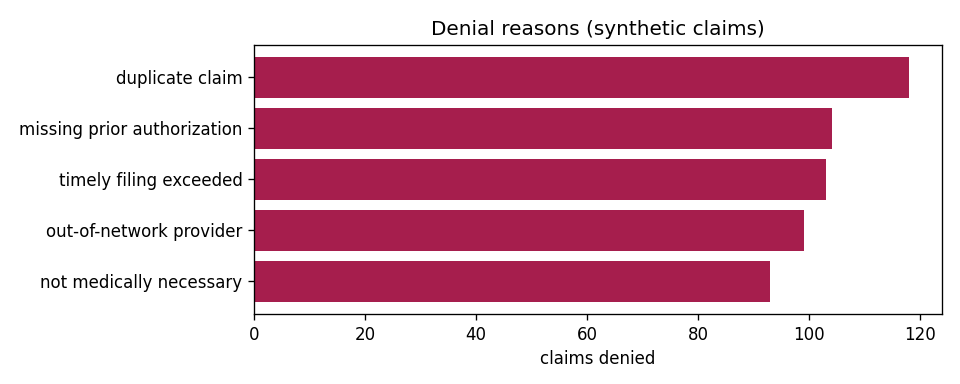 Denial reasons (synthetic claims)
duplicate claim
missing prior authorization
timely filing exceeded
out-of-network provider
not medically necessary
0 20 40 60 80 100 120
claims denied